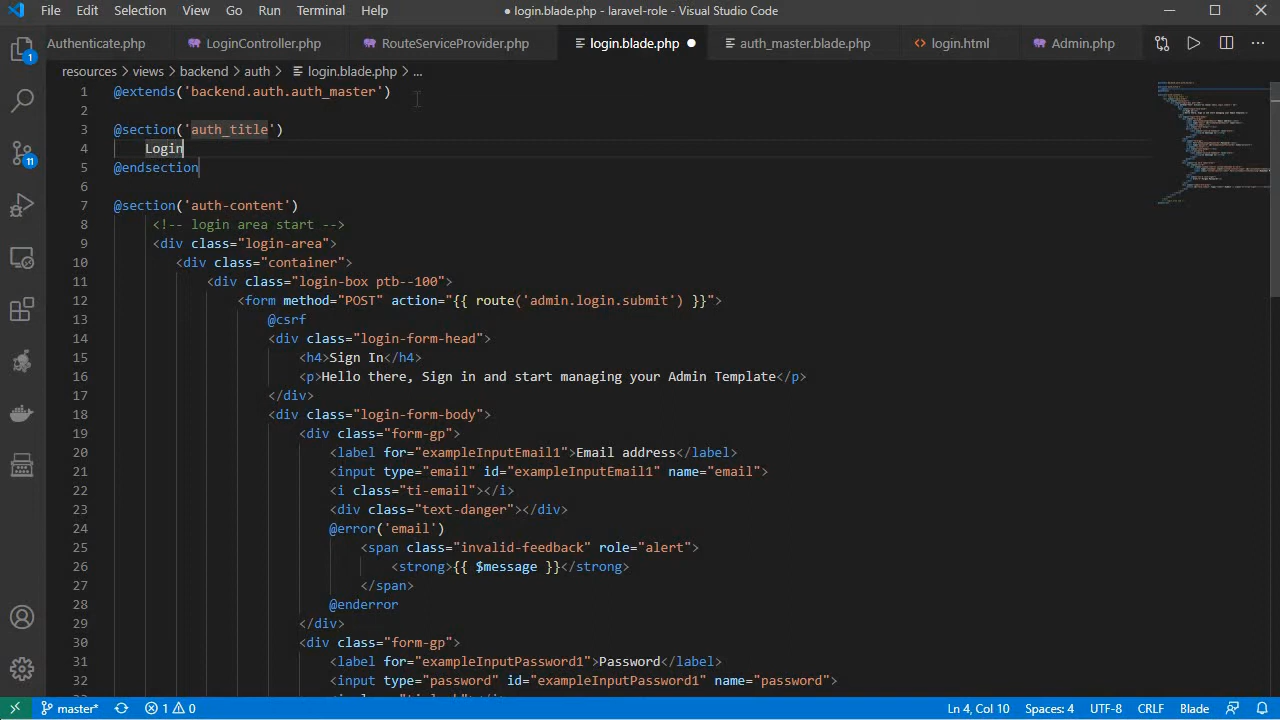 File Edit Selection View Go Run Terminal Help ● login.blade.php - laravel-role - Visual Studio Code
Authenticate.php LoginController.php RouteServiceProvider.php login.blade.php auth_master.blade.php login.html Admin.php
resources > views > backend > auth > login.blade.php > ...
1 @extends('backend.auth.auth_master')
2
3 @section('auth_title')
4 Login
5 @endsection
6
7 @section('auth-content')
8 <!-- login area start -->
9 <div class="login-area">
10 <div class="container">
11 <div class="login-box ptb--100">
12 <form method="POST" action="{{ route('admin.login.submit') }}">
13 @csrf
14 <div class="login-form-head">
15 <h4>Sign In</h4>
16 <p>Hello there, Sign in and start managing your Admin Template</p>
17 </div>
18 <div class="login-form-body">
19 <div class="form-gp">
20 <label for="exampleInputEmail1">Email address</label>
21 <input type="email" id="exampleInputEmail1" name="email">
22 <i class="ti-email"></i>
23 <div class="text-danger"></div>
24 @error('email')
25 <span class="invalid-feedback" role="alert">
26 <strong>{{ $message }}</strong>
27 </span>
28 @enderror
29 </div>
30 <div class="form-gp">
31 <label for="exampleInputPassword1">Password</label>
32 <input type="password" id="exampleInputPassword1" name="password">
1
11
master* 1 0 Ln 4, Col 10 Spaces: 4 UTF-8 CRLF Blade